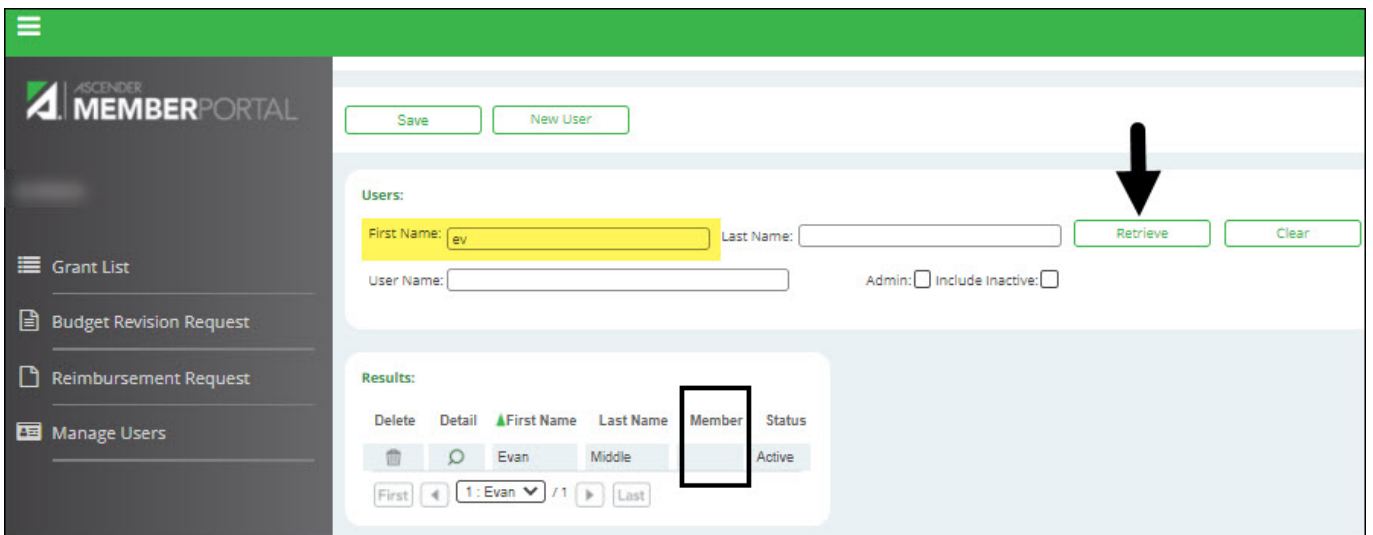 ASCENDER
MEMBERPORTAL
Grant List
Budget Revision Request
Reimbursement Request
Manage Users
Save New User
Users:
First Name: ev Last Name: Retrieve Clear
User Name: Admin: Include Inactive:
Results:
Delete Detail First Name Last Name Member Status
Evan Middle Active
First 1 : Evan / 1 Last